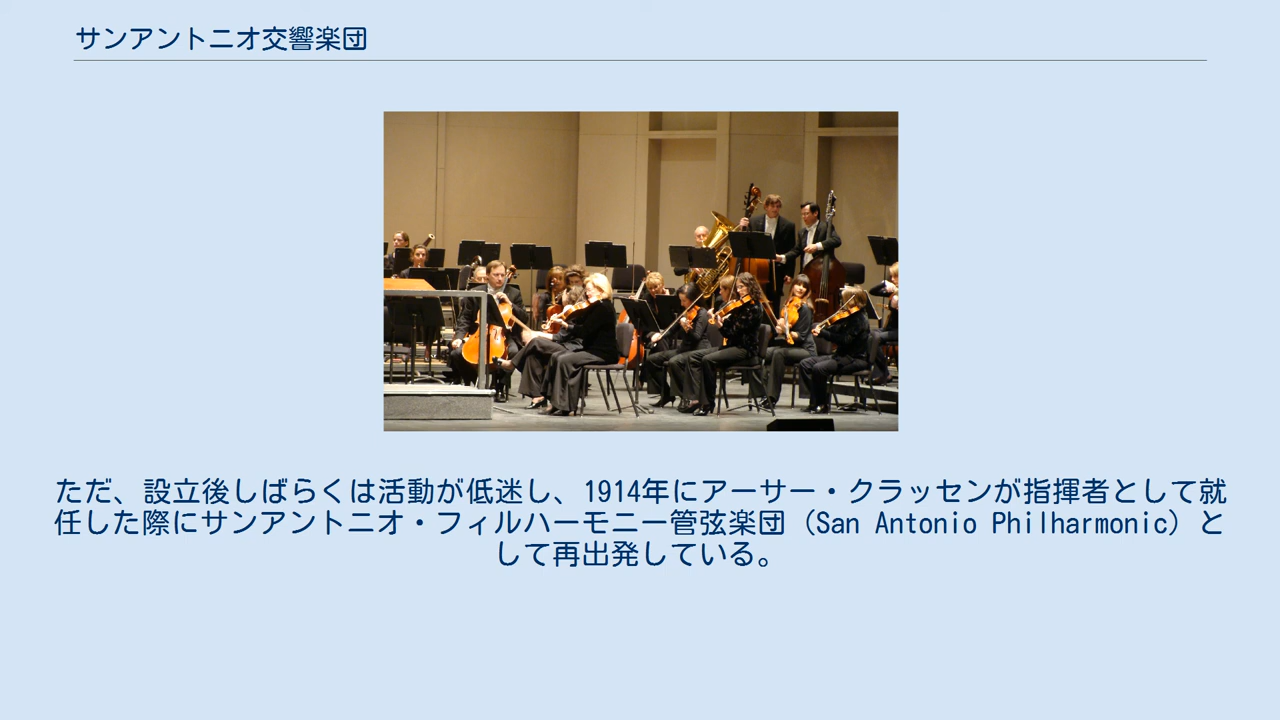 サンアントニオ交響楽団
ただ、設立後しばらくは活動が低迷し、1914年にアーサー・クラッセンが指揮者として就
任した際にサンアントニオ・フィルハーモニー管弦楽団（San Antonio Philharmonic）と
して再出発している。